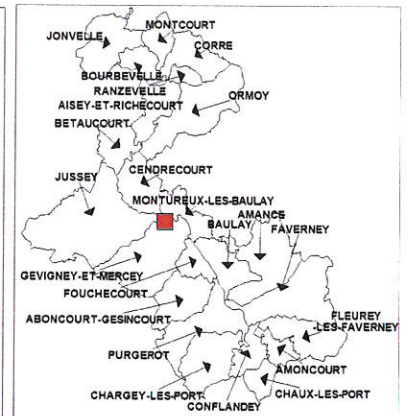 MONTCOURT
JONVELLE
CORRE
BOURBEVELLE
RANZEVELLE
AISEY-ET-RICHECOURT
ORMOY
BETAUCOURT
CENDRECOURT
JUSSEY
MONTUREUX-LES-BAULAY
AMANCE
BAULAY
FAVERNEY
GEVIGNEY-ET-MERCEY
FOUCHECOURT
ABONCOURT-GESINCOURT
FLEUREY
-LES-FAVERNEY
PURGEROT
AMONCOURT
CHARGEY-LES-PORT
CHAUX-LES-PORT
CONFLANDEY